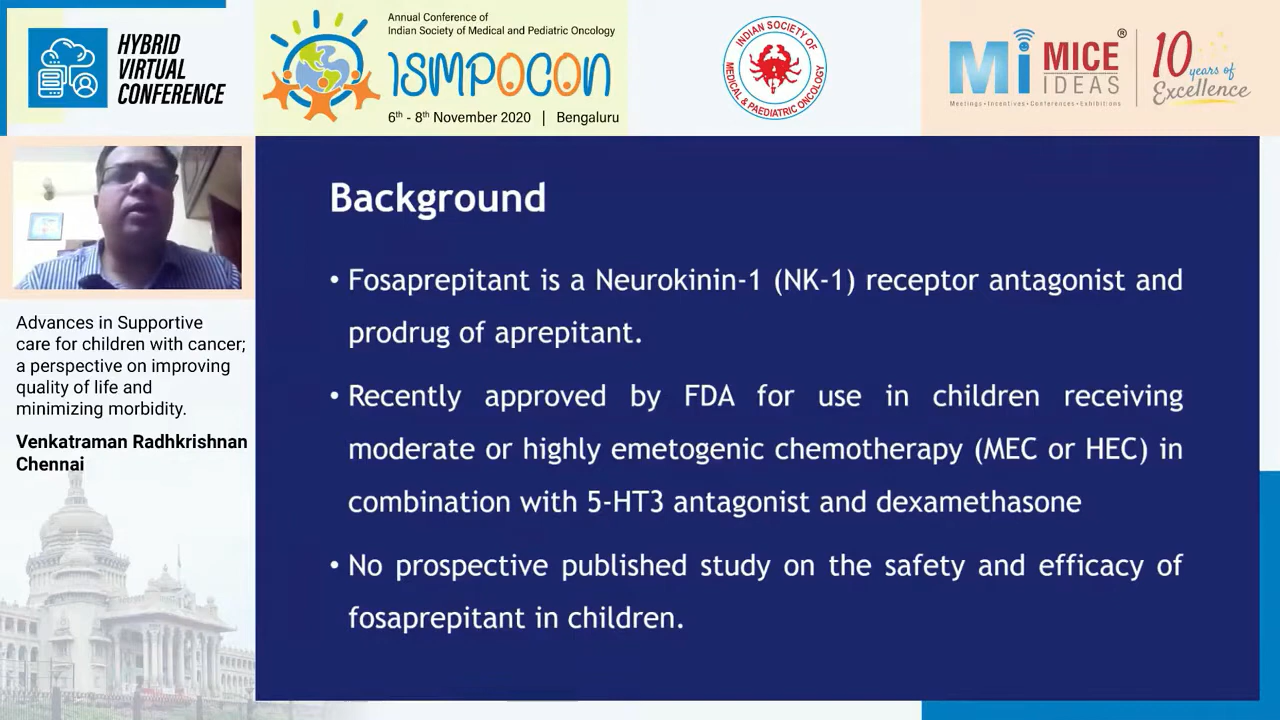 HYBRID
VIRTUAL
CONFERENCE
Annual Conference of
Indian Society of Medical and Pediatric Oncology
ISMPOCON
6th - 8th November 2020 | Bengaluru
INDIAN SOCIETY OF
MEDICAL & PAEDIATRIC ONCOLOGY
Mi MICE ®
IDEAS
Meetings • Incentives • Conferences • Exhibitions
10
years of
Excellence
Advances in Supportive
care for children with cancer;
a perspective on improving
quality of life and
minimizing morbidity.
Venkatraman Radhkrishnan
Chennai
Background
• Fosaprepitant is a Neurokinin-1 (NK-1) receptor antagonist and
prodrug of aprepitant.
• Recently approved by FDA for use in children receiving
moderate or highly emetogenic chemotherapy (MEC or HEC) in
combination with 5-HT3 antagonist and dexamethasone
• No prospective published study on the safety and efficacy of
fosaprepitant in children.